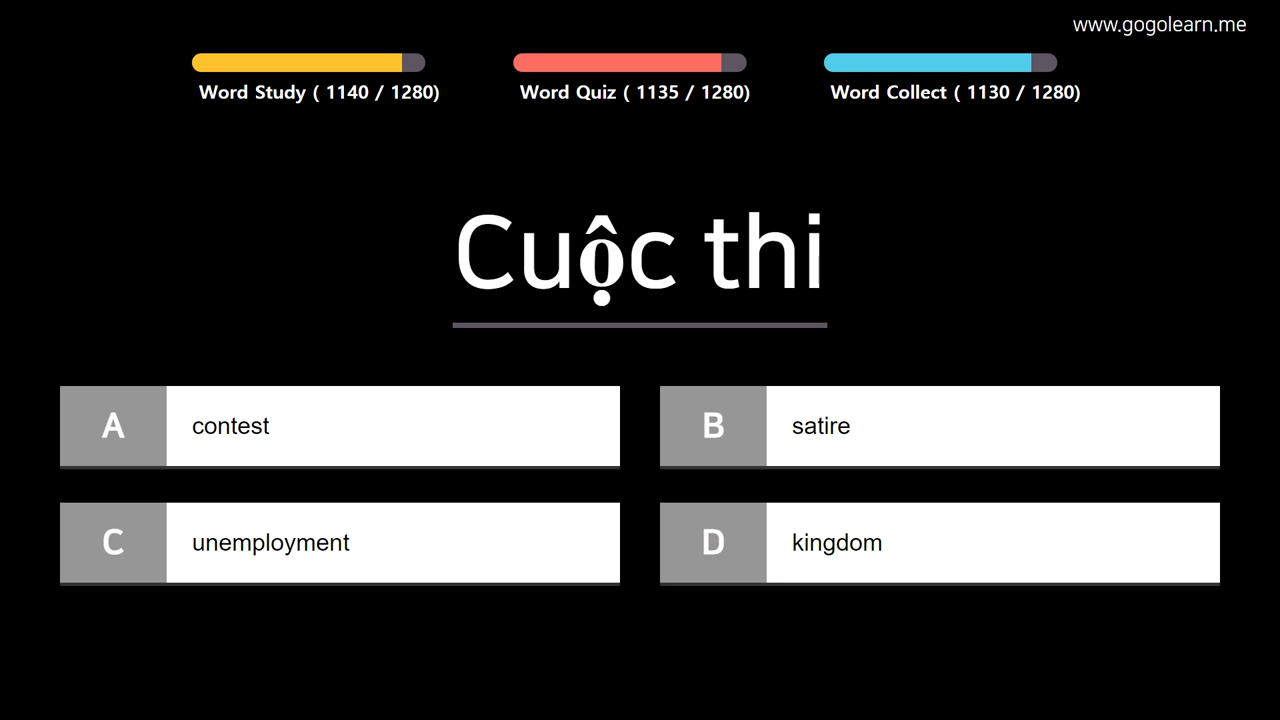 www.gogolearn.me
Word Study ( 1140 / 1280)
Word Quiz ( 1135 / 1280)
Word Collect ( 1130 / 1280)
Cuộc thi
A contest
B satire
C unemployment
D kingdom